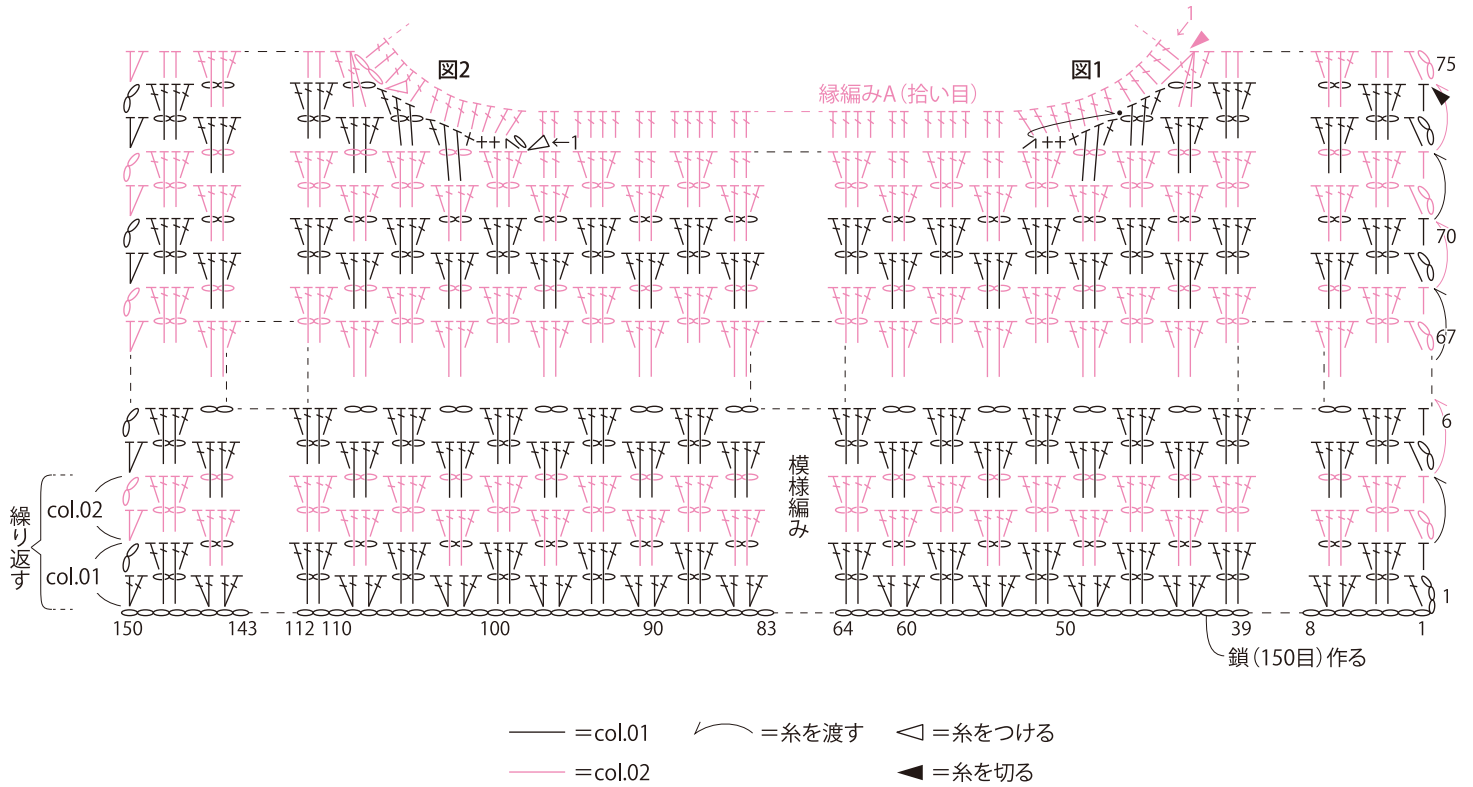 1
図2
図1
75
縁編みA(拾い目)
←1
70
67
6
模様編み
繰り返す
col.02
col.01
1
150 143 112 110 100 90 83 64 60 50 39 8 1
鎖(150目)作る
=col.01 =糸を渡す =糸をつける
=col.02 =糸を切る